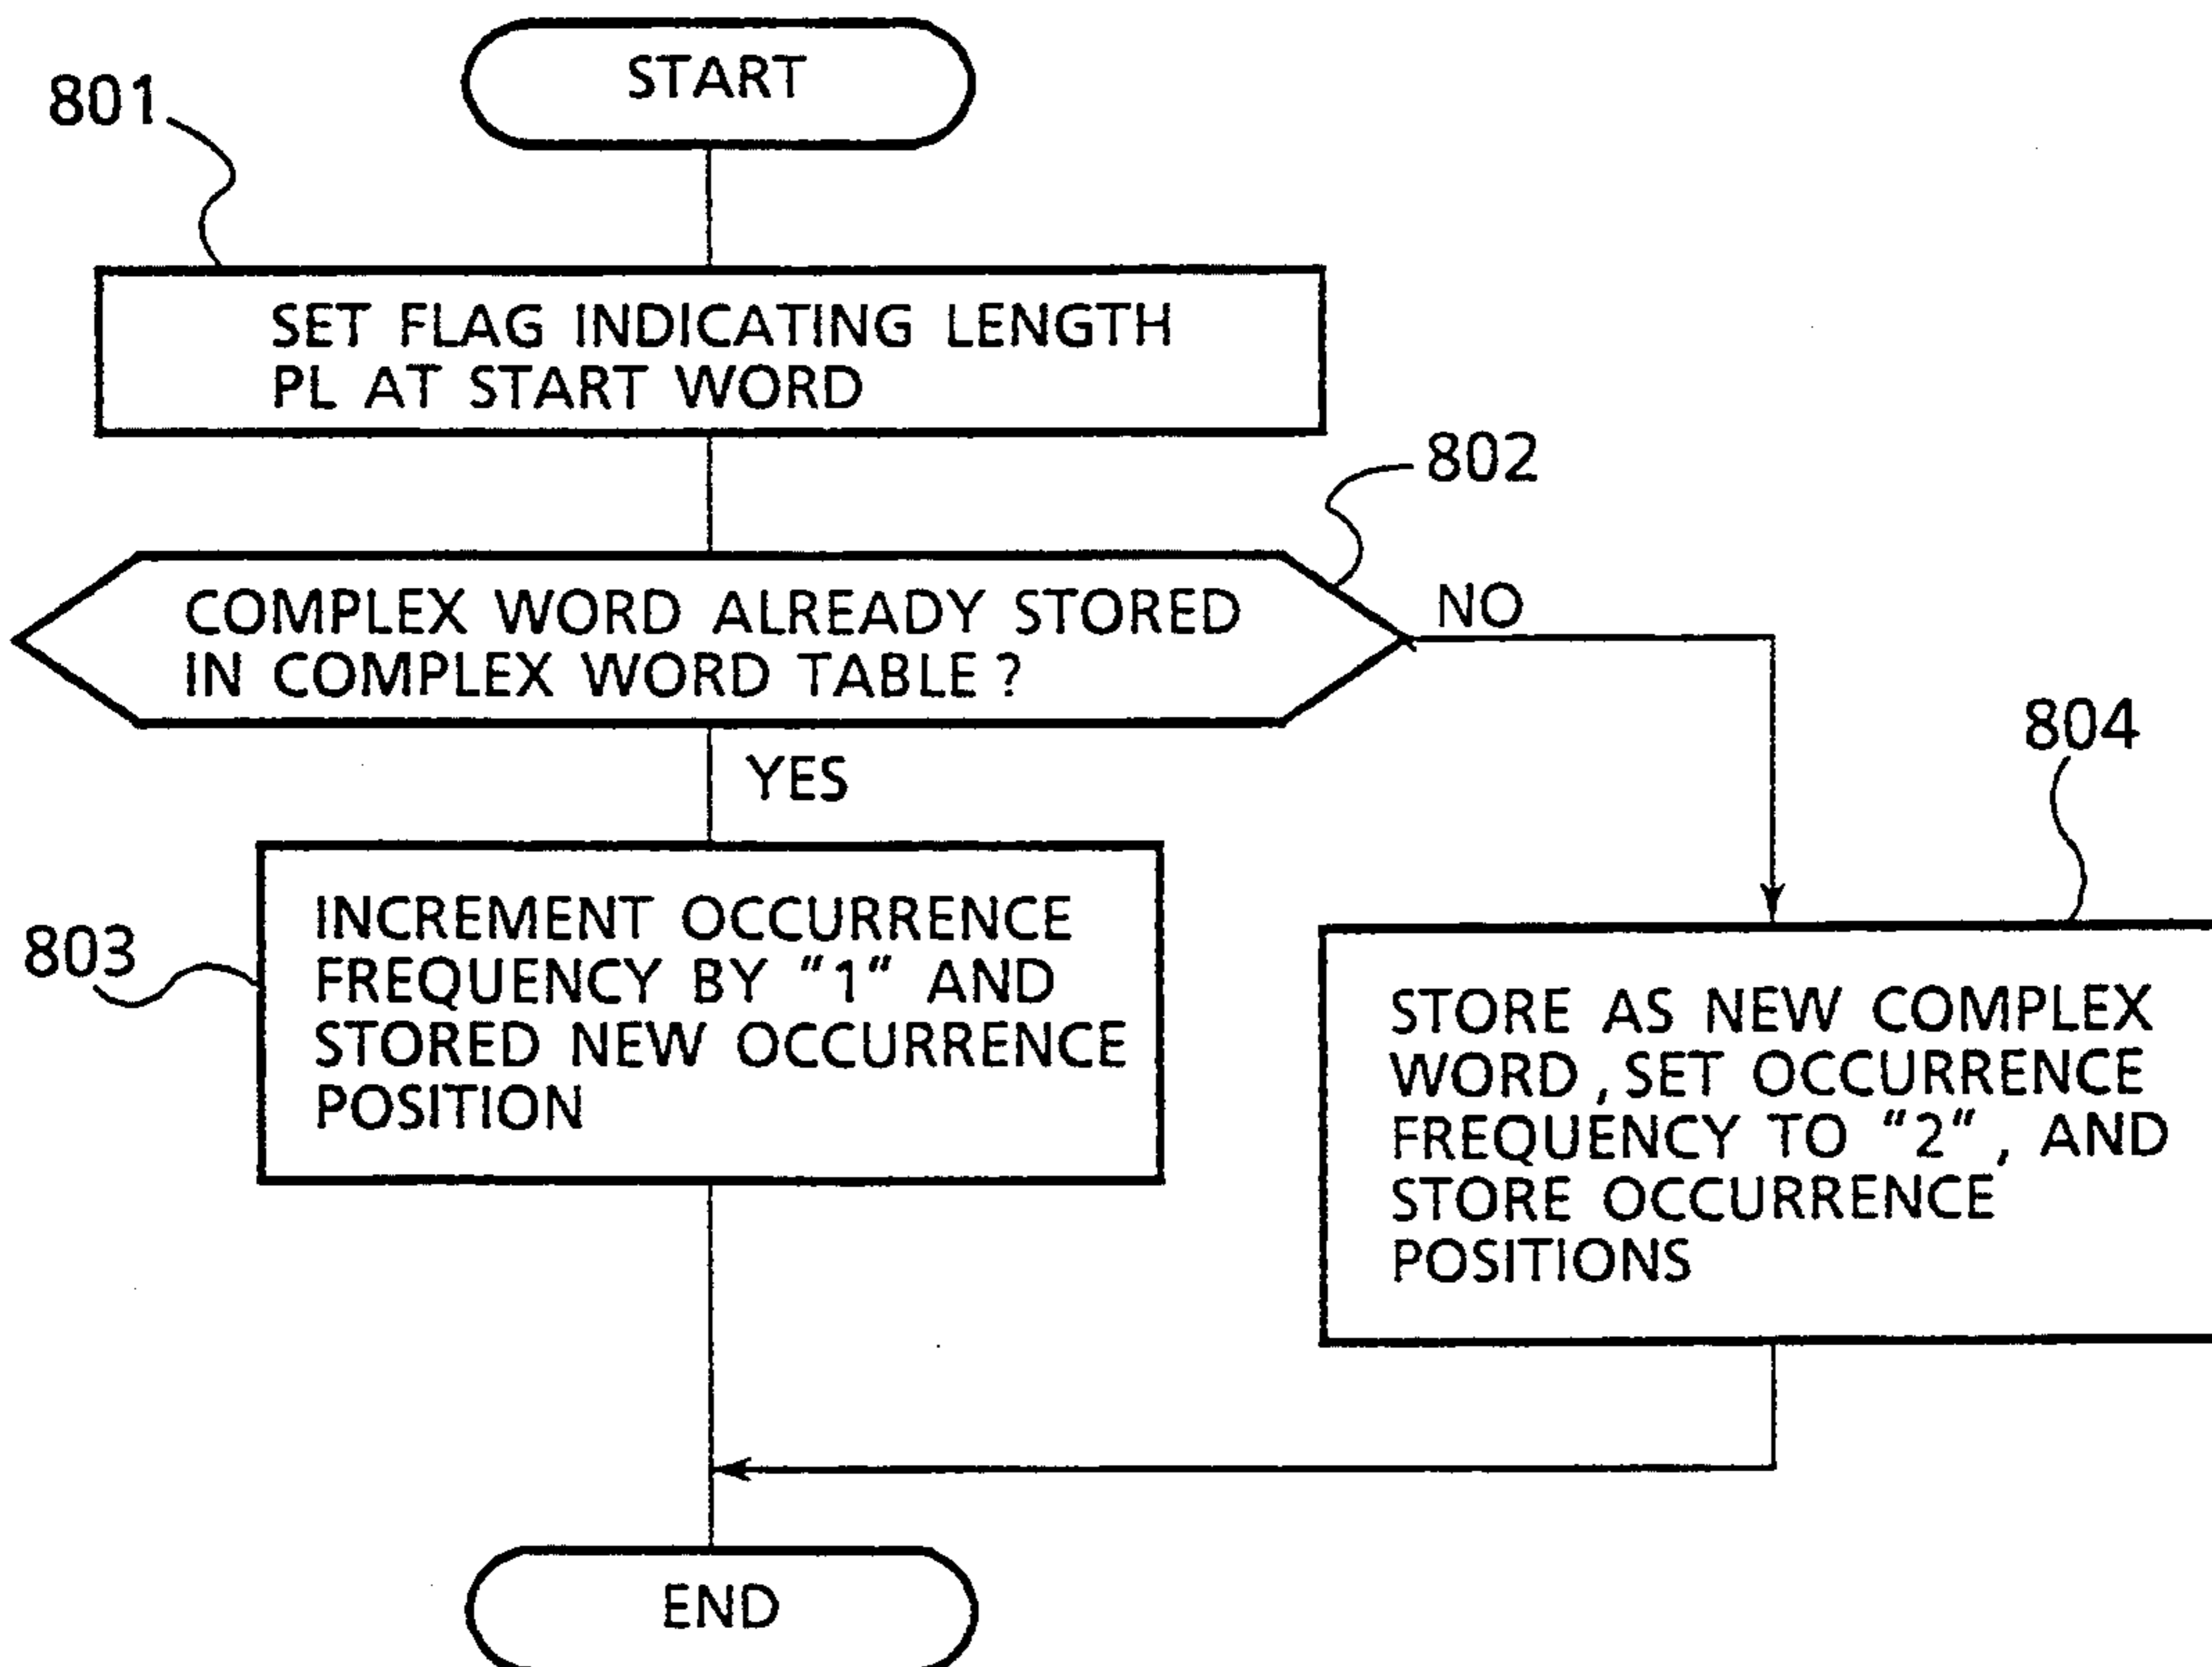 START
801
SET FLAG INDICATING LENGTH
PL AT START WORD
802
COMPLEX WORD ALREADY STORED
IN COMPLEX WORD TABLE ?
NO
YES
804
803
INCREMENT OCCURRENCE
FREQUENCY BY “1“ AND
STORED NEW OCCURRENCE
POSITION
STORE AS NEW COMPLEX
WORD , SET OCCURRENCE
FREQUENCY TO “2“ , AND
STORE OCCURRENCE
POSITIONS
END